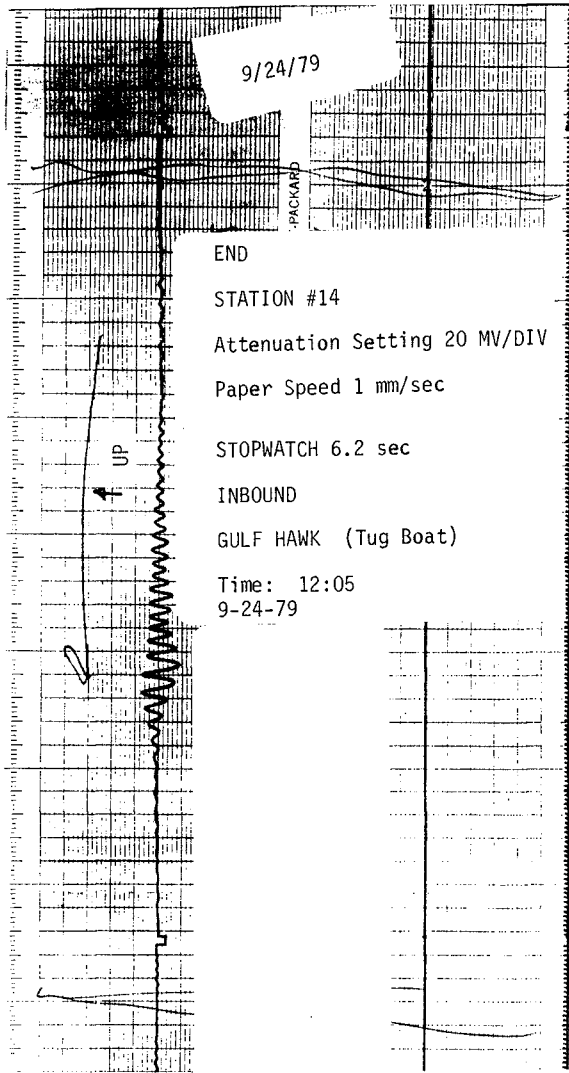 9/24/79
-PACKARD
END
STATION #14
Attenuation Setting 20 MV/DIV
Paper Speed 1 mm/sec
STOPWATCH 6.2 sec
UP
INBOUND
GULF HAWK (Tug Boat)
Time: 12:05
9-24-79